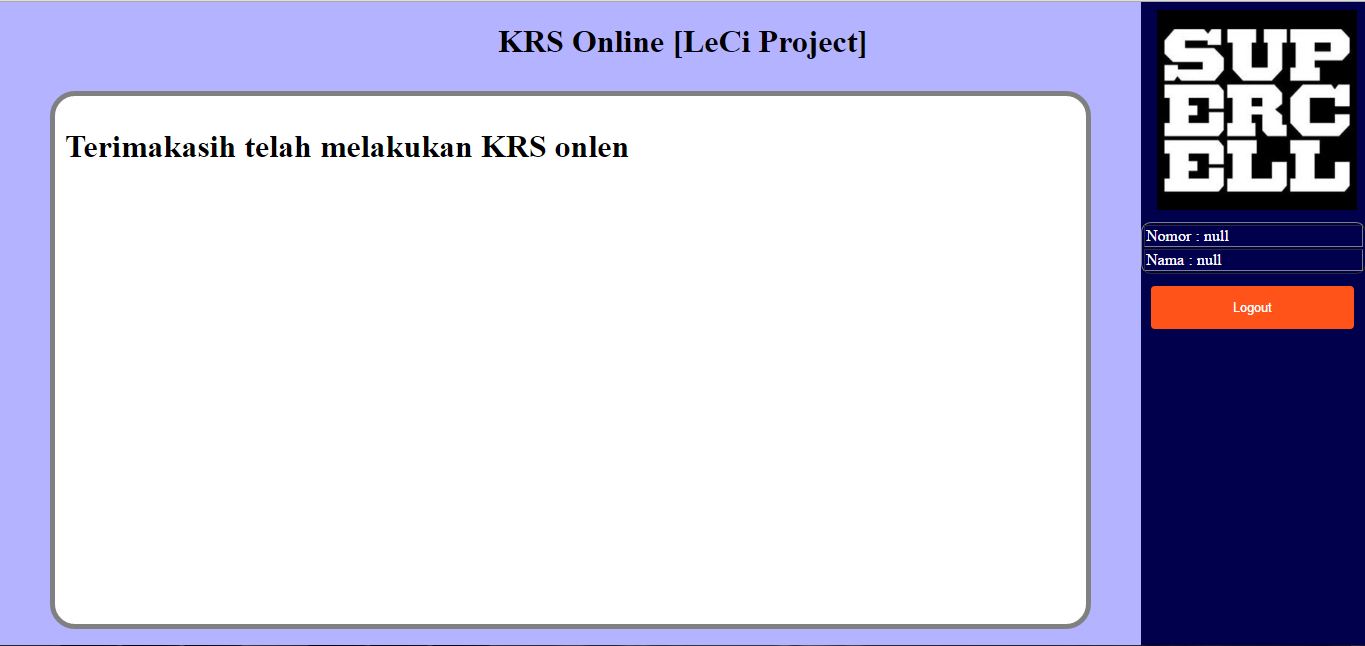 KRS Online [LeCi Project]
Terimakasih telah melakukan KRS onlen
SUP
ERC
ELL
Nomor : null
Nama : null
Logout